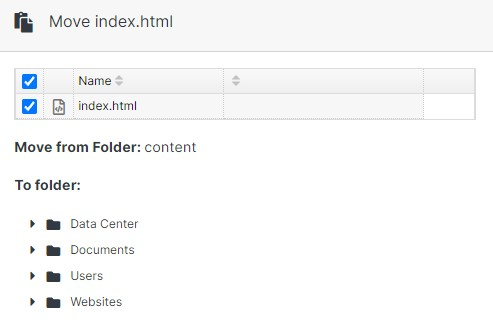 Move index.html
Name
index.html
Move from Folder: content
To folder:
Data Center
Documents
Users
Websites